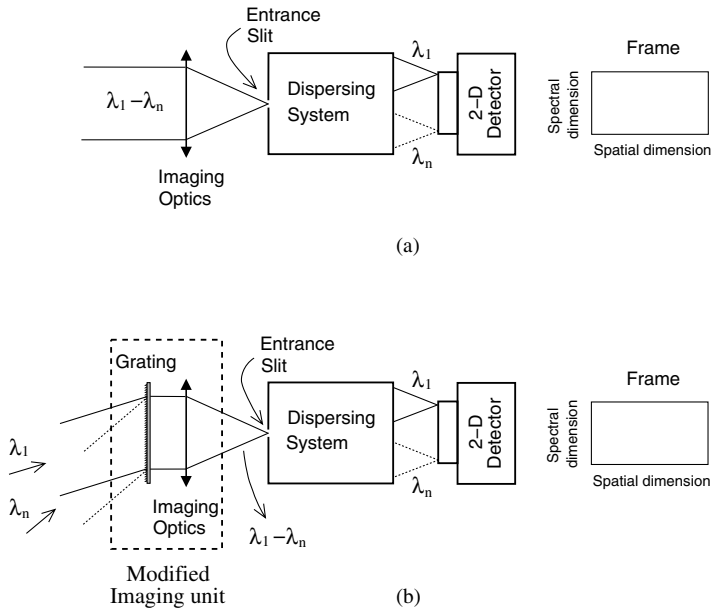 Entrance
Slit
λ1
λ1 – λn
Dispersing
System
λn
2–D
Detector
Frame
Spectral
dimension
Spatial dimension
Imaging
Optics
(a)
Entrance
Slit
Grating
λ1
λ1
λn
Dispersing
System
λn
2–D
Detector
Frame
Spectral
dimension
Spatial dimension
Imaging
Optics
λ1 – λn
Modified
Imaging unit
(b)